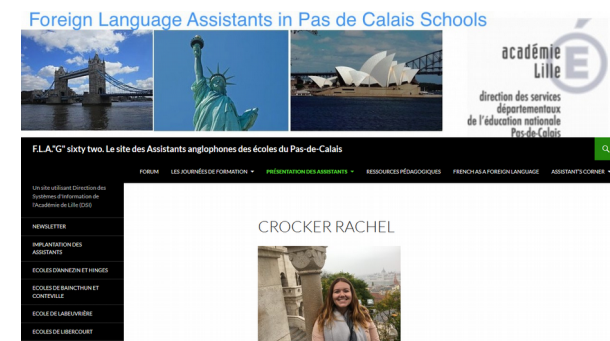 Foreign Language Assistants in Pas de Calais Schools
académie
Lille
direction des services
départementaux
de l'éducation nationale
Pas-de-Calais
F.L.A."G" sixty two. Le site des Assistants anglophones des écoles du Pas-de-Calais
FORUM LES JOURNÉES DE FORMATION PRÉSENTATION DES ASSISTANTS RESSOURCES PÉDAGOGIQUES FRENCH AS A FOREIGN LANGUAGE ASSISTANT'S CORNER
Un site utilisant Direction des
Systèmes d'Information de
l'Académie de Lille (DSI)
NEWSLETTER
IMPLANTATION DES
ASSISTANTS
ECOLES D'ANNEZIN ET HINGES
ECOLES DE BAINCTHUN ET
CONTEVILLE
ECOLE DE LABEUVRIÈRE
ECOLES DE LIBERCOURT
CROCKER RACHEL